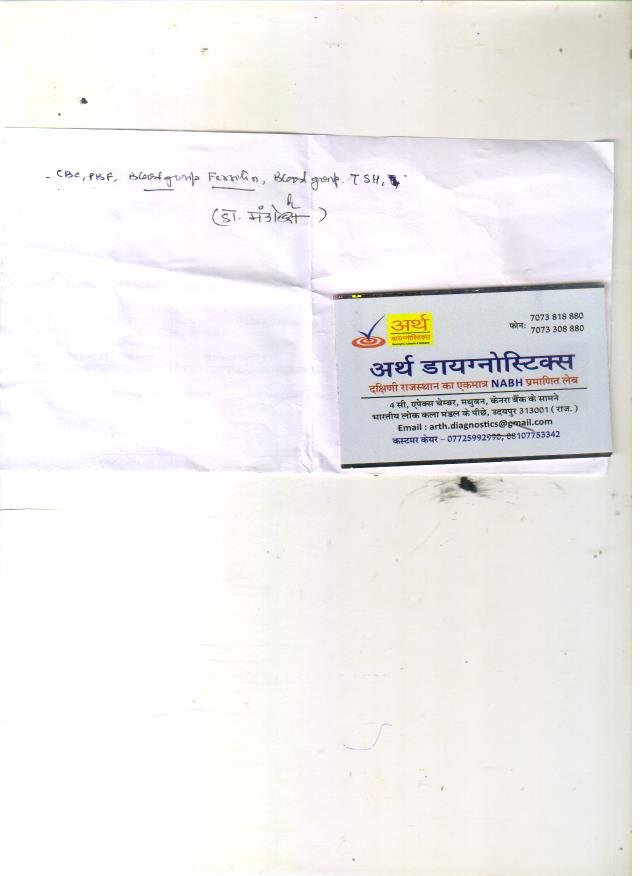 - CBC, PBF, Blood group Ferritin, Blood group. TSH,
(डा.
अर्थ
डायग्नोस्टिक्स
फोन: 7073 818 880
7073 308 880
अर्थ डायग्नोस्टिक्स
दक्षिणी राजस्थान का एकमात्र NABH प्रमाणित लेब
4 सी, एपेक्स चेम्बर, मधुबन, केनरा बैंक के सामने
भारतीय लोक कला मंडल के पीछे, उदयपुर 313001 ( राज. )
Email : arth.diagnostics@gmail.com
कस्टमर केयर - 07725992990, 08107753342